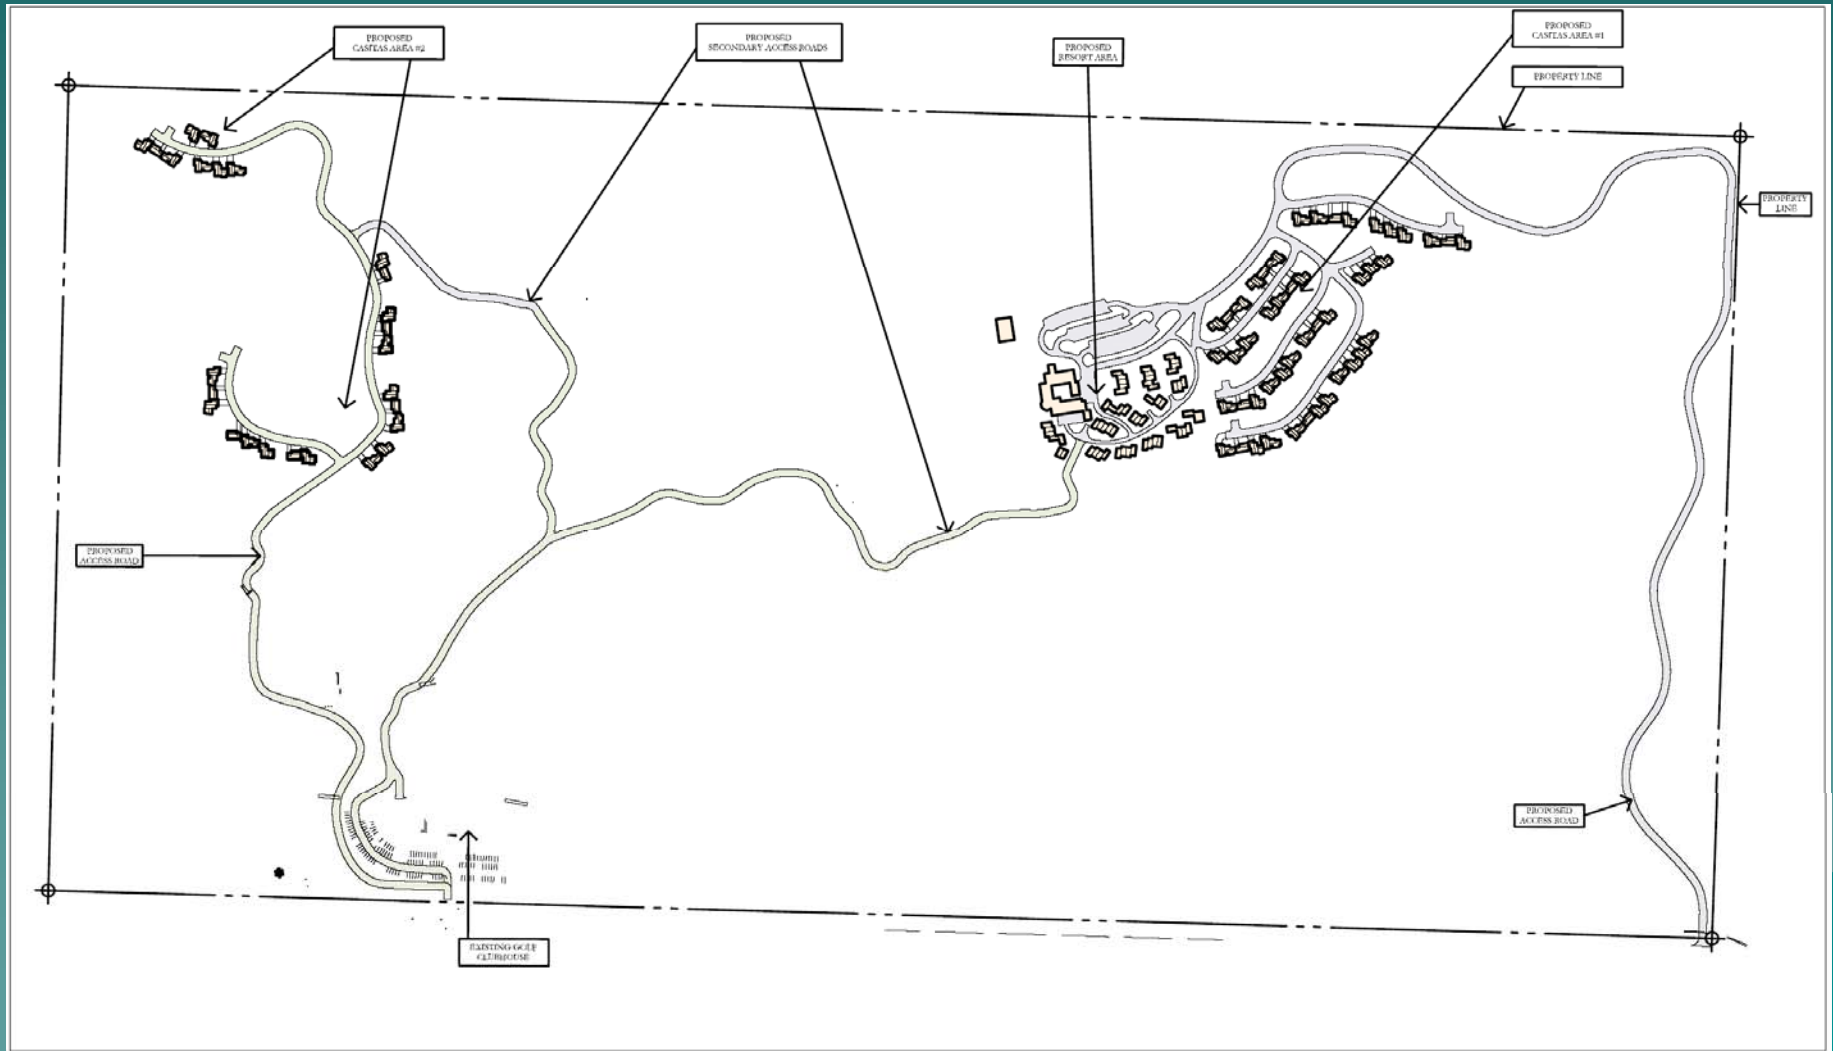 PROPOSED
CASITAS AREA #2
PROPOSED
SECONDARY ACCESS ROADS
PROPOSED
RESORT AREA
PROPOSED
CASITAS AREA #1
PROPERTY LINE
PROPERTY
LINE
PROPOSED
ACCESS ROAD
PROPOSED
ACCESS ROAD
EXISTING GOLF
CLUBHOUSE